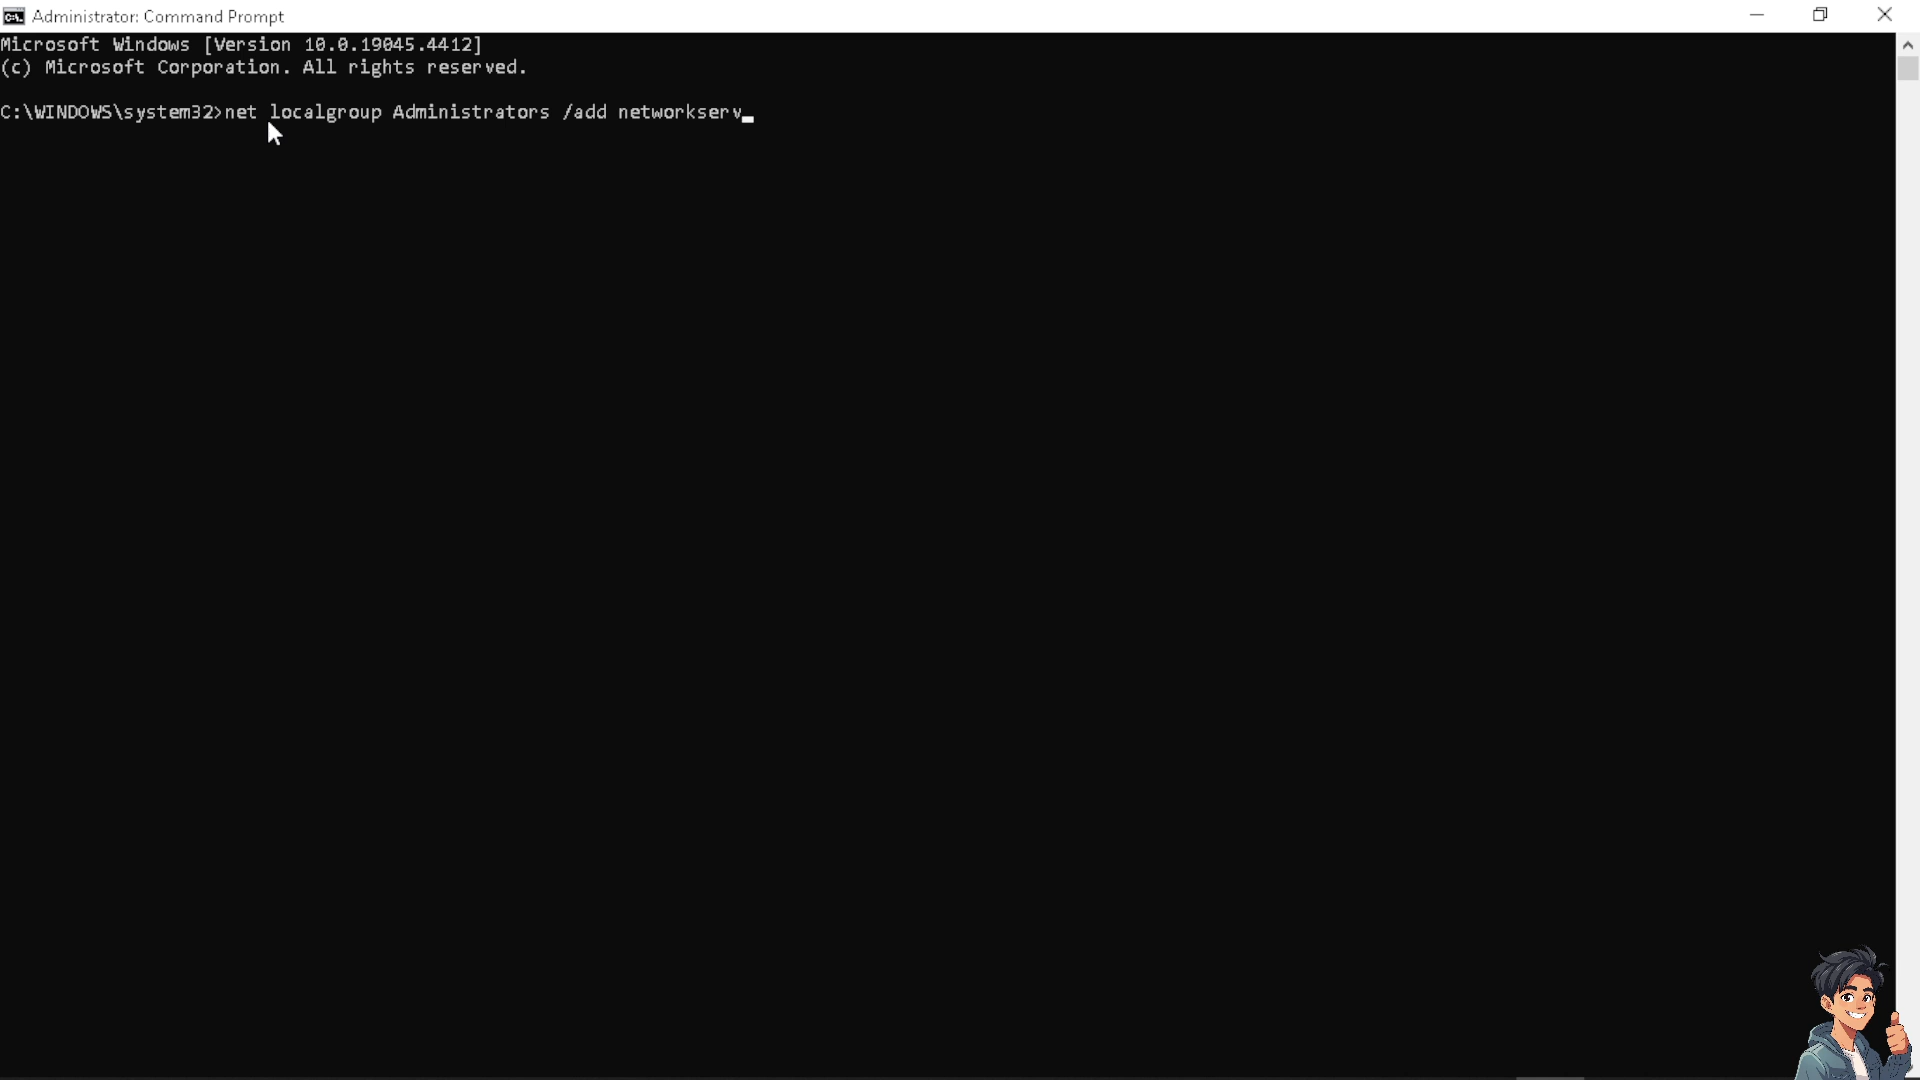 Administrator: Command Prompt
Microsoft Windows [Version 10.0.19045.4412]
(c) Microsoft Corporation. All rights reserved.
C:\WINDOWS\system32>net localgroup Administrators /add networkserv_